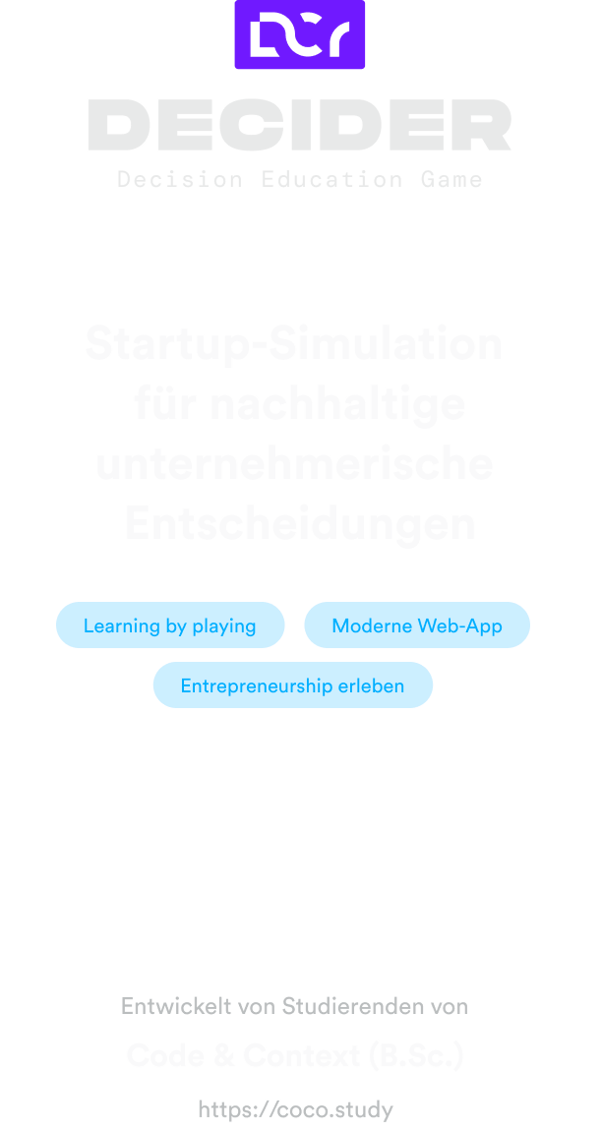 DCr
DECIDER
Decision Education Game
Startup-Simulation
für nachhaltige
unternehmerische
Entscheidungen
Learning by playing
Moderne Web-App
Entrepreneurship erleben
Entwickelt von Studierenden von
Code & Context (B.Sc.)
https://coco.study